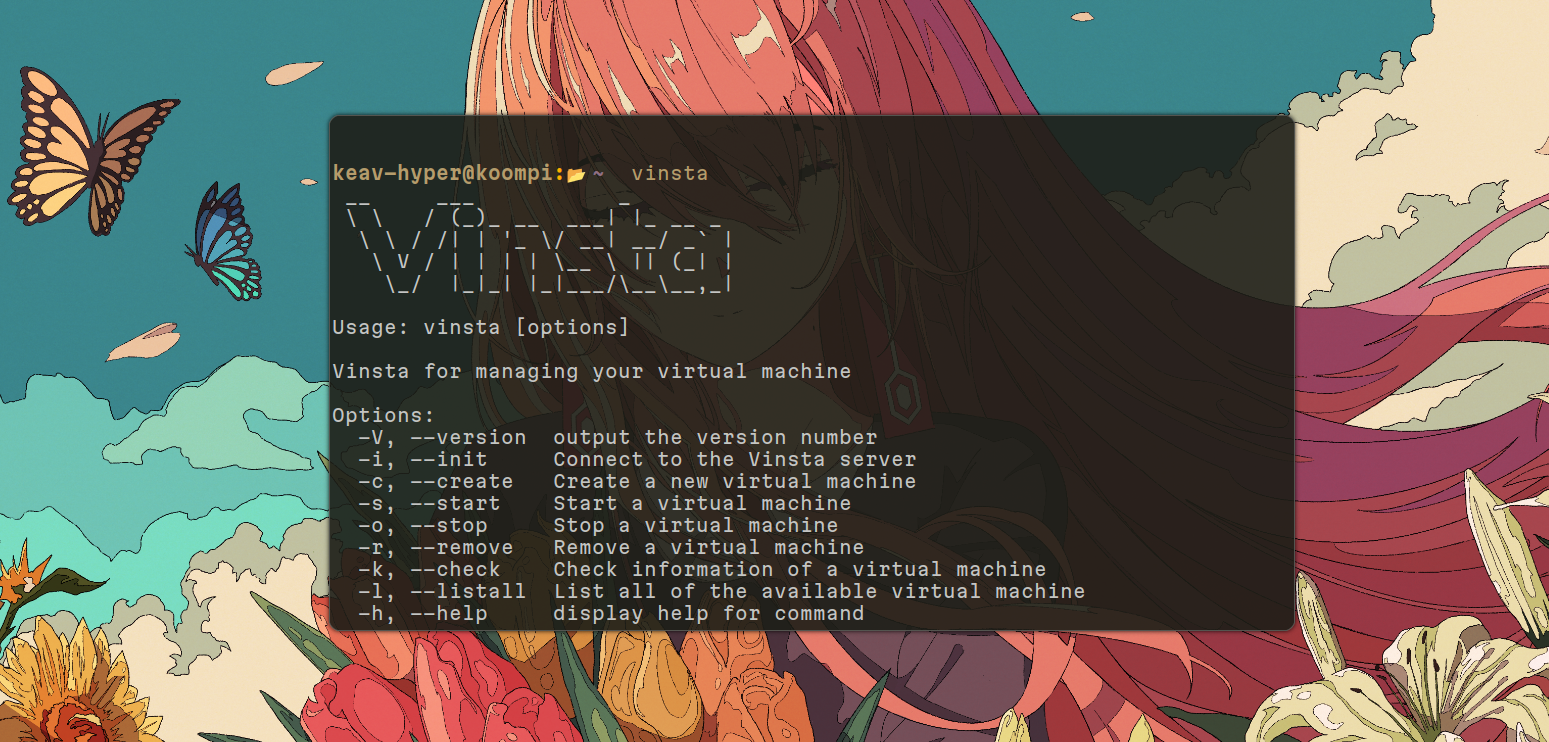 keav-hyper@koompi:📂 ~  vinsta
Vinsta
Usage: vinsta [options]
Vinsta for managing your virtual machine
Options:
  -V, --version  output the version number
  -i, --init     Connect to the Vinsta server
  -c, --create   Create a new virtual machine
  -s, --start    Start a virtual machine
  -o, --stop     Stop a virtual machine
  -r, --remove   Remove a virtual machine
  -k, --check    Check information of a virtual machine
  -l, --listall  List all of the available virtual machine
  -h, --help     display help for command